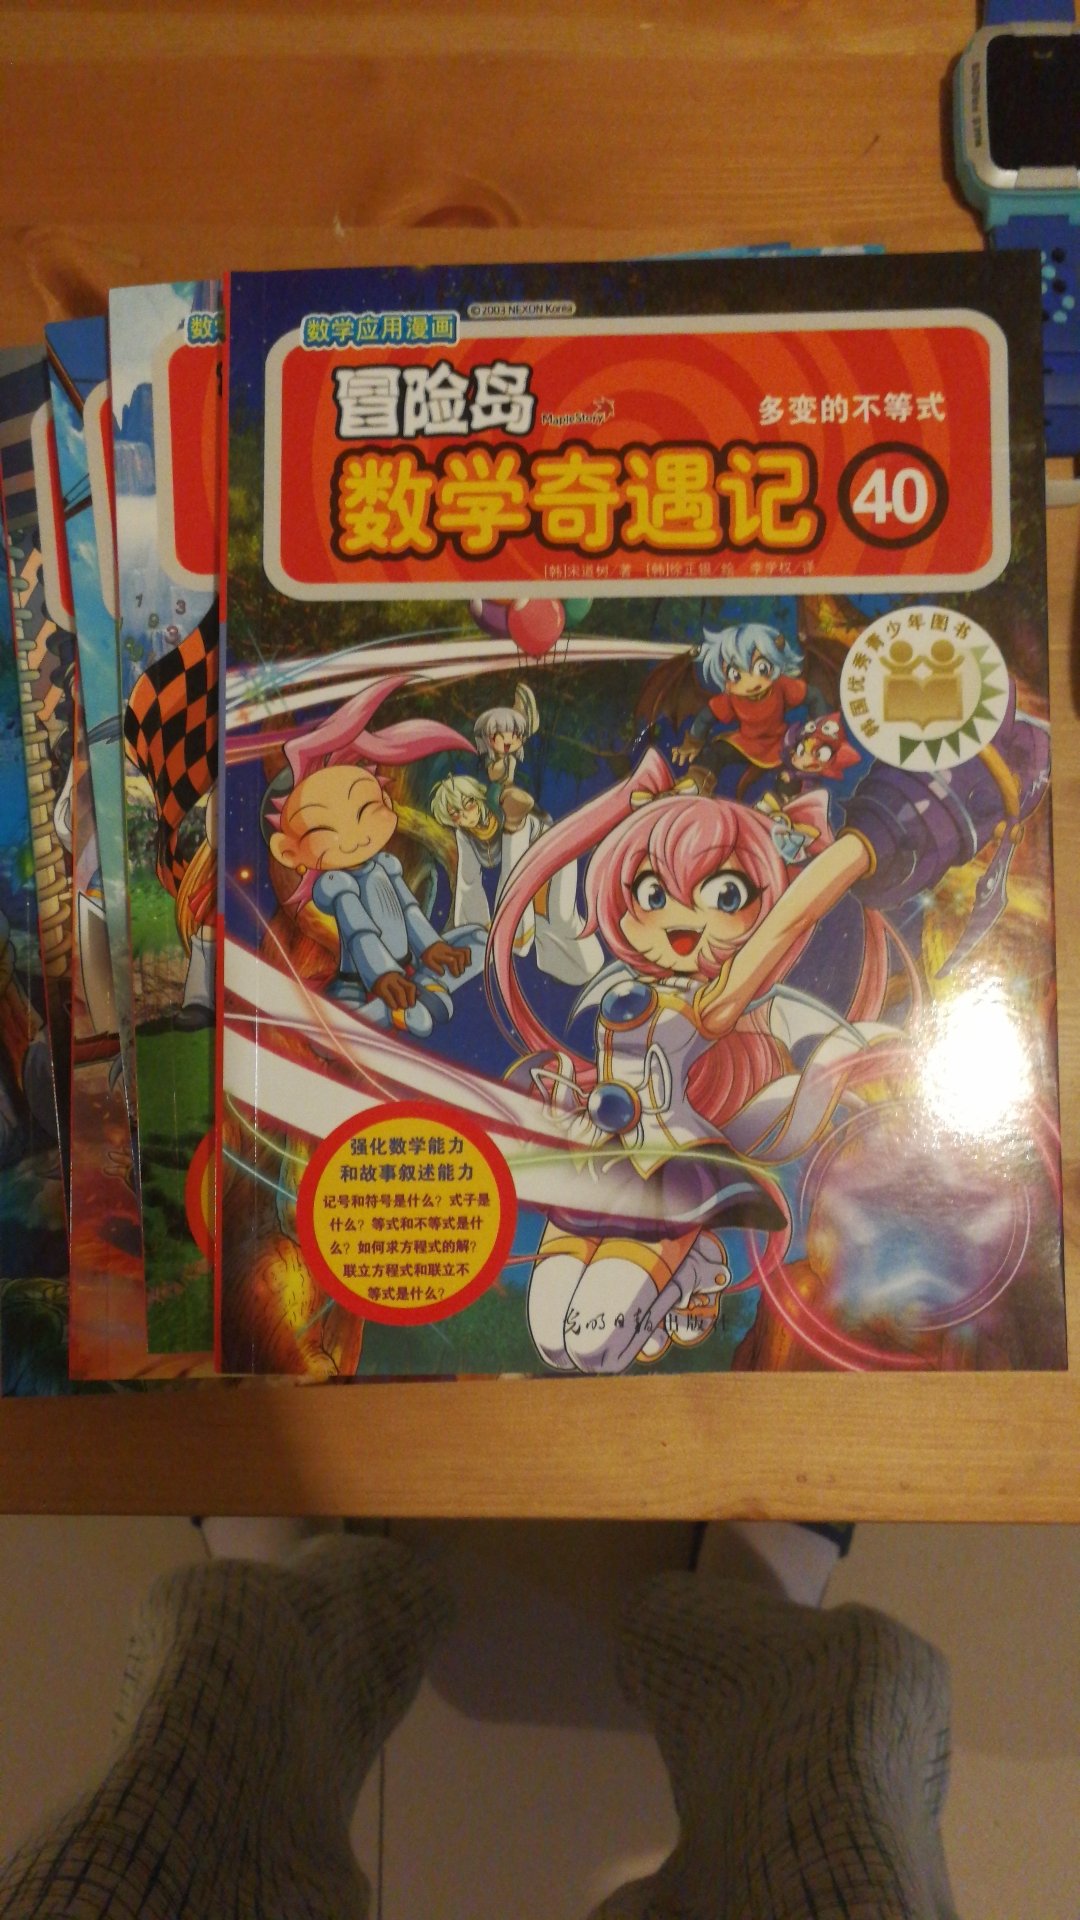 数学
数学应用漫画
©2003 NEXON Korea
冒险岛
MapleStory
多变的不等式
数学奇遇记
40
[韩]宋道树/著 [韩]徐正银/绘 李学权/译
韩国优秀青少年图书
强化数学能力
和故事叙述能力
记号和符号是什么？式子是
什么？等式和不等式是什
么？如何求方程式的解？
联立方程式和联立不
等式是什么？
光明日报出版社